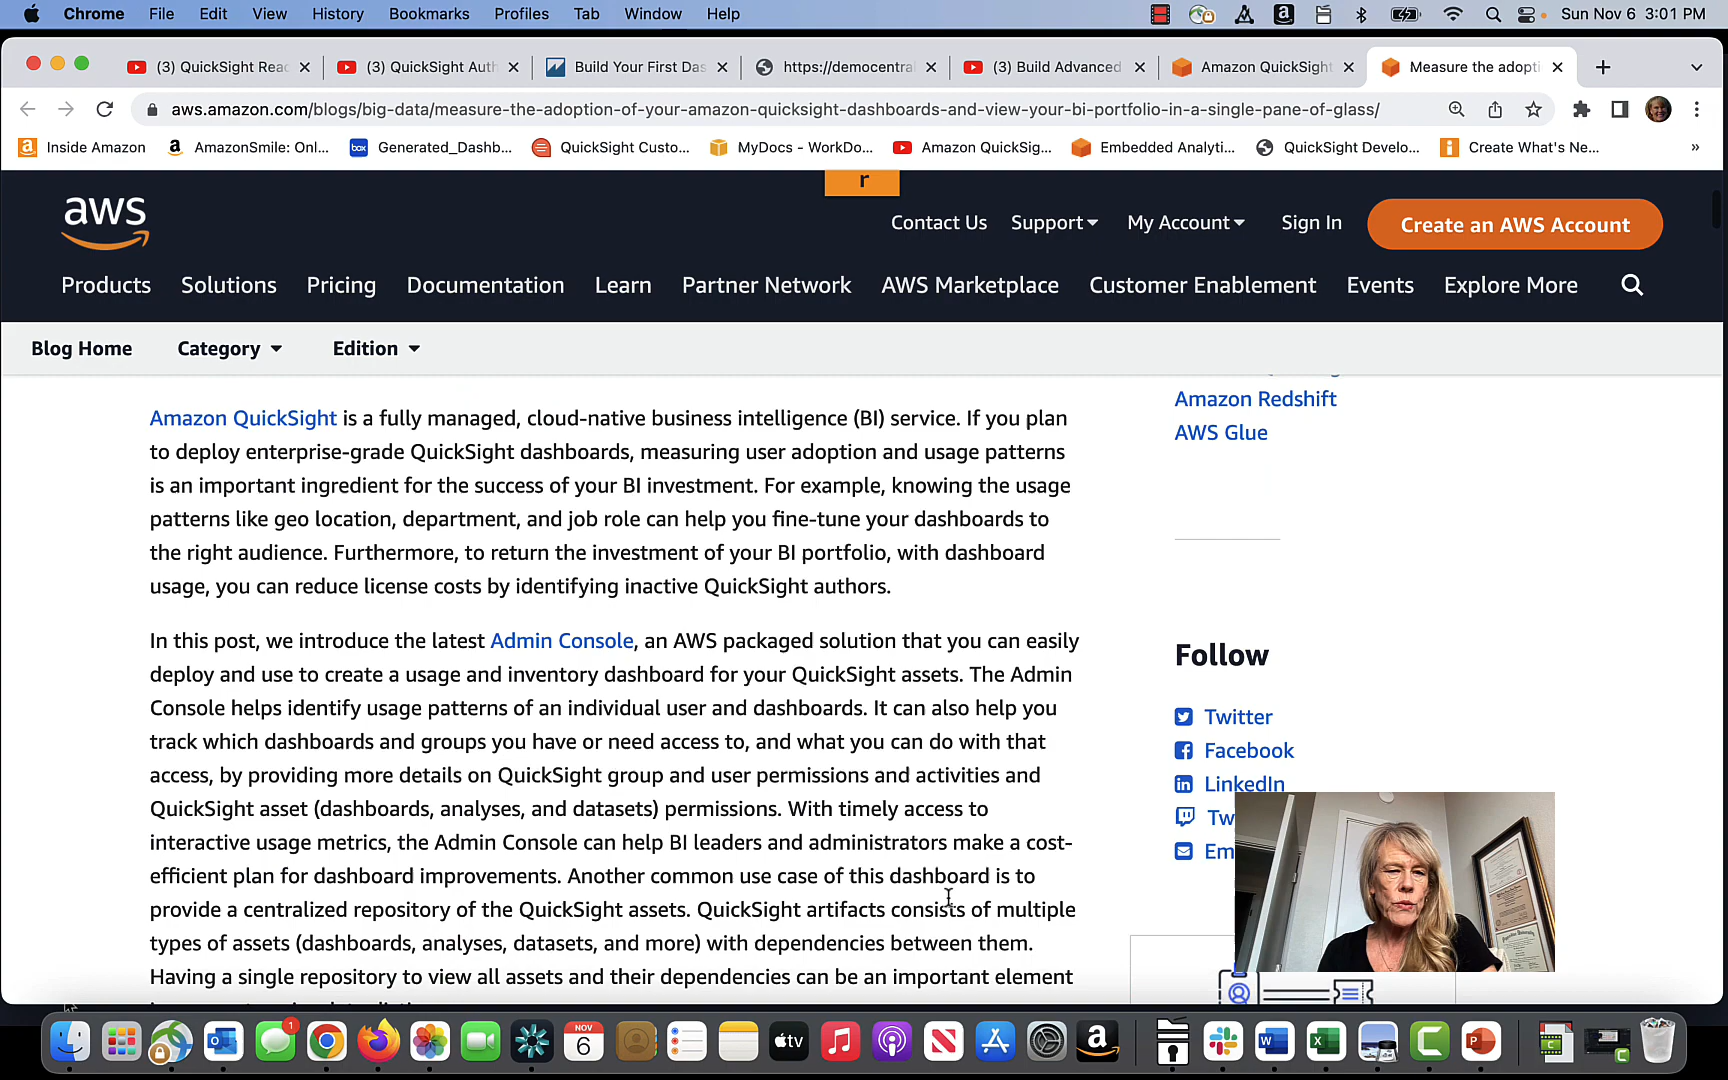 Chrome File Edit View History Bookmarks Profiles Tab Window Help
Sun Nov 6 3:01 PM
(3) QuickSight Rea
(3) QuickSight Auth
Build Your First Das
https://democentral
(3) Build Advanced
Amazon QuickSight
Measure the adopti
aws.amazon.com/blogs/big-data/measure-the-adoption-of-your-amazon-quicksight-dashboards-and-view-your-bi-portfolio-in-a-single-pane-of-glass/
Inside Amazon
AmazonSmile: Onl...
Generated_Dashb...
QuickSight Custo...
MyDocs - WorkDo...
Amazon QuickSig...
Embedded Analyti...
QuickSight Develo...
Create What's Ne...
»
r
aws
Contact Us Support My Account Sign In Create an AWS Account
Products Solutions Pricing Documentation Learn Partner Network AWS Marketplace Customer Enablement Events Explore More
Blog Home Category Edition
Amazon QuickSight is a fully managed, cloud-native business intelligence (BI) service. If you plan
to deploy enterprise-grade QuickSight dashboards, measuring user adoption and usage patterns
is an important ingredient for the success of your BI investment. For example, knowing the usage
patterns like geo location, department, and job role can help you fine-tune your dashboards to
the right audience. Furthermore, to return the investment of your BI portfolio, with dashboard
usage, you can reduce license costs by identifying inactive QuickSight authors.
In this post, we introduce the latest Admin Console, an AWS packaged solution that you can easily
deploy and use to create a usage and inventory dashboard for your QuickSight assets. The Admin
Console helps identify usage patterns of an individual user and dashboards. It can also help you
track which dashboards and groups you have or need access to, and what you can do with that
access, by providing more details on QuickSight group and user permissions and activities and
QuickSight asset (dashboards, analyses, and datasets) permissions. With timely access to
interactive usage metrics, the Admin Console can help BI leaders and administrators make a cost-
efficient plan for dashboard improvements. Another common use case of this dashboard is to
provide a centralized repository of the QuickSight assets. QuickSight artifacts consists of multiple
types of assets (dashboards, analyses, datasets, and more) with dependencies between them.
Having a single repository to view all assets and their dependencies can be an important element
Amazon Redshift
AWS Glue
Follow
Twitter
Facebook
LinkedIn
Tw
Em
1
NOV
6
tv